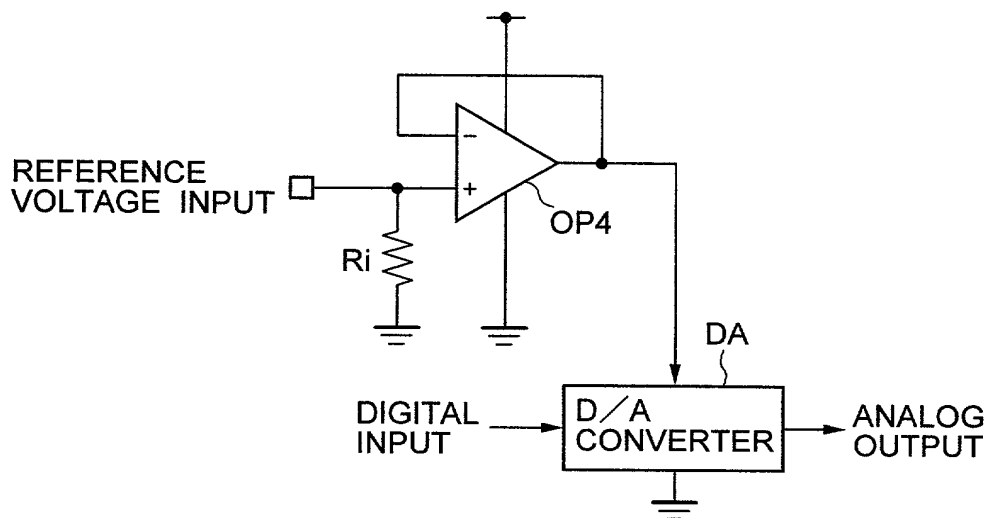 REFERENCE
VOLTAGE INPUT
−
+
OP4
Ri
DA
DIGITAL
INPUT
D/A
CONVERTER
ANALOG
OUTPUT